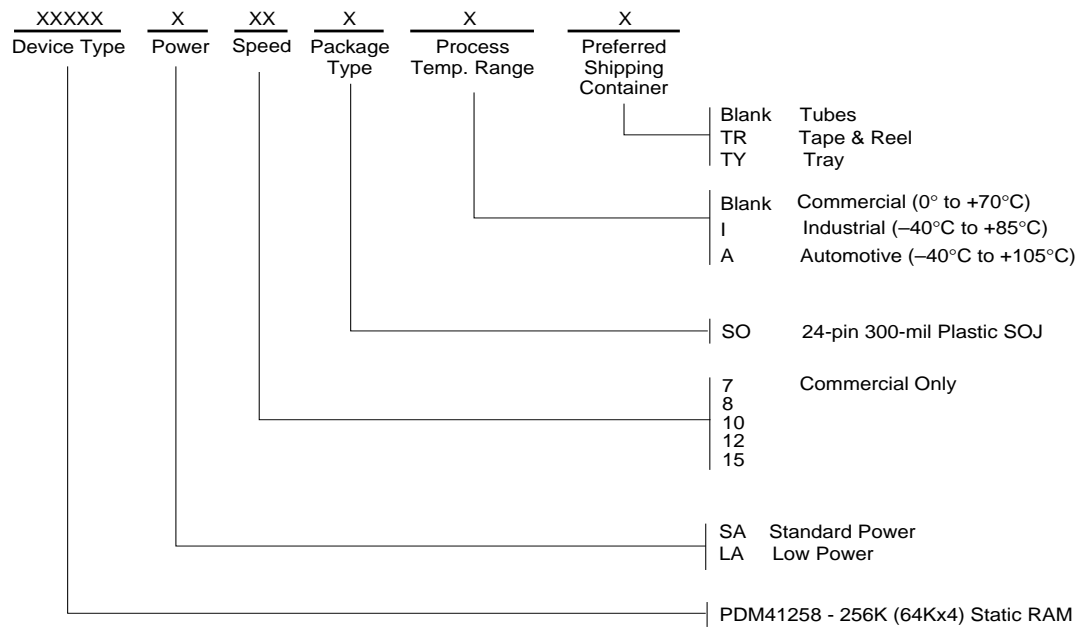 XXXXX X XX X X X
Device Type Power Speed Package Process Preferred
Type Temp. Range Shipping
Container
Blank Tubes
TR Tape & Reel
TY Tray
Blank Commercial (0° to +70°C)
I Industrial (–40°C to +85°C)
A Automotive (–40°C to +105°C)
SO 24-pin 300-mil Plastic SOJ
7 Commercial Only
8
10
12
15
SA Standard Power
LA Low Power
PDM41258 - 256K (64Kx4) Static RAM